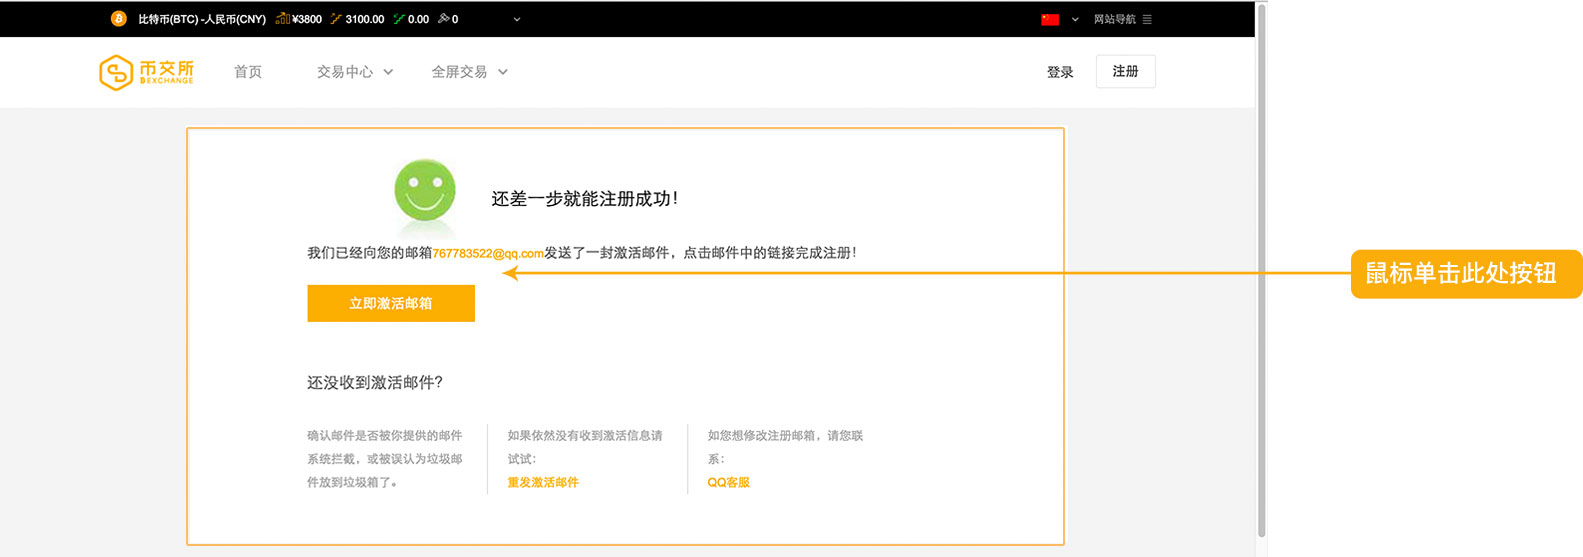 比特币(BTC) -人民币(CNY) ¥3800 3100.00 0.00 0
网站导航
币交所
BEXCHANGE
首页 交易中心 全屏交易
登录 注册
还差一步就能注册成功!
我们已经向您的邮箱767783522@qq.com发送了一封激活邮件，点击邮件中的链接完成注册!
鼠标单击此处按钮
立即激活邮箱
还没收到激活邮件?
确认邮件是否被你提供的邮件
系统拦截，或被误认为垃圾邮
件放到垃圾箱了。
如果依然没有收到激活信息请
试试:
重发激活邮件
如您想修改注册邮箱，请您联
系:
QQ客服